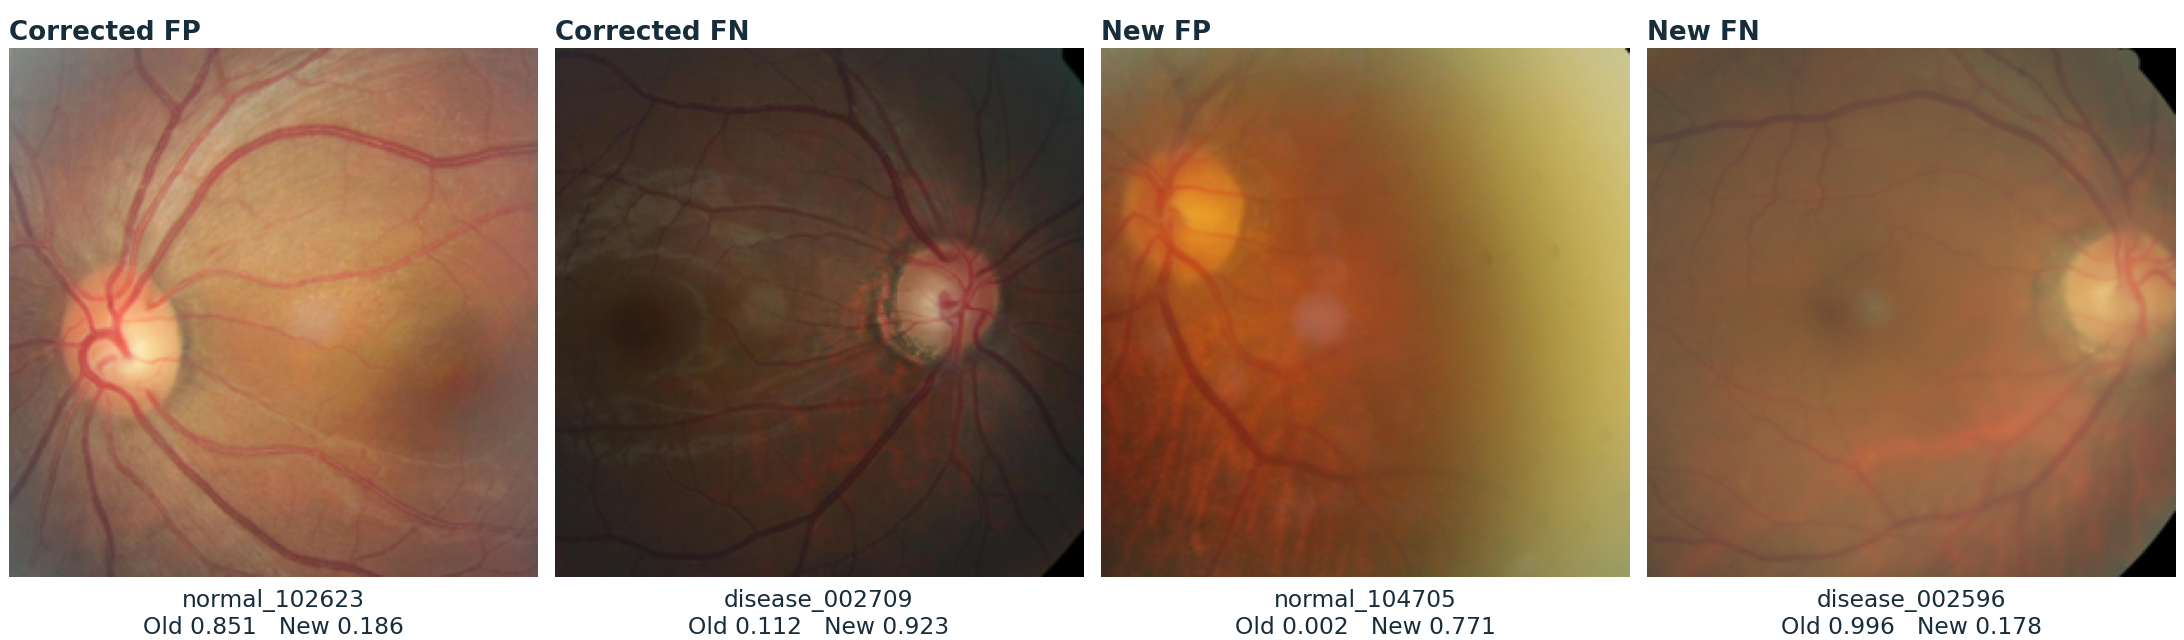 Corrected FP
normal_102623
Old 0.851 New 0.186
Corrected FN
disease_002709
Old 0.112 New 0.923
New FP
normal_104705
Old 0.002 New 0.771
New FN
disease_002596
Old 0.996 New 0.178